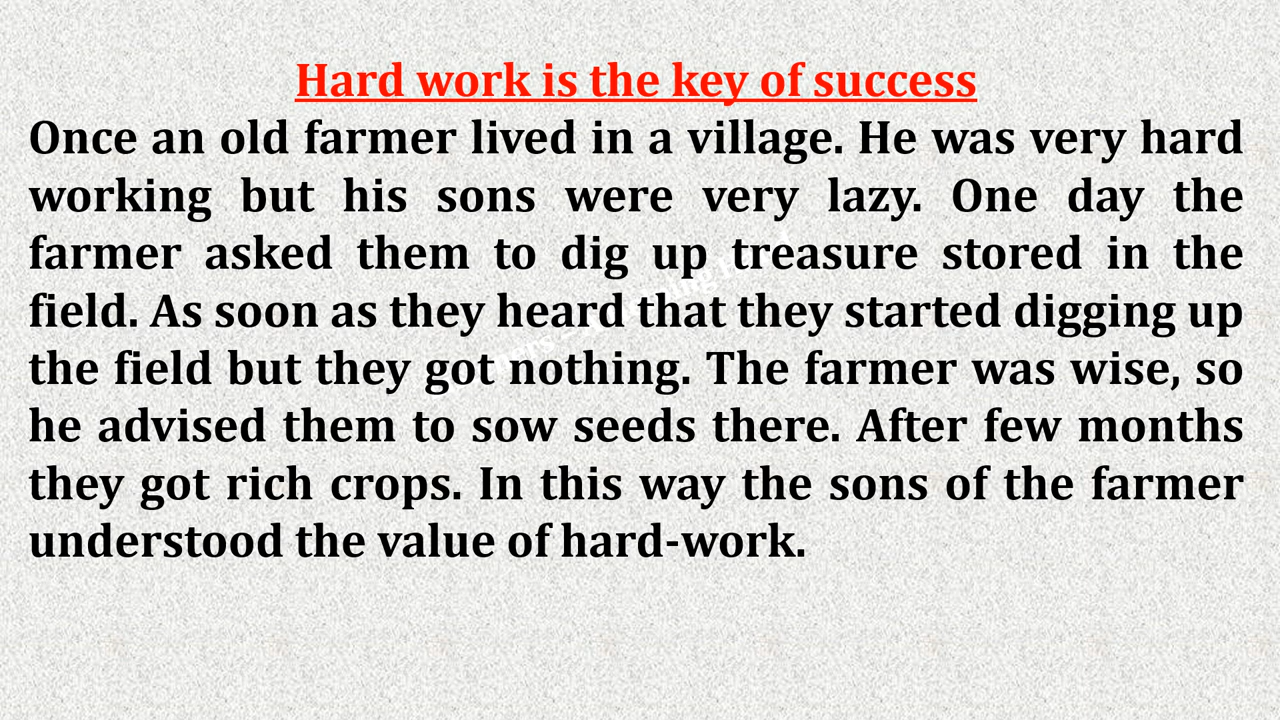 Hard work is the key of success
Once an old farmer lived in a village. He was very hard
working but his sons were very lazy. One day the
farmer asked them to dig up treasure stored in the
field. As soon as they heard that they started digging up
the field but they got nothing. The farmer was wise, so
he advised them to sow seeds there. After few months
they got rich crops. In this way the sons of the farmer
understood the value of hard-work.